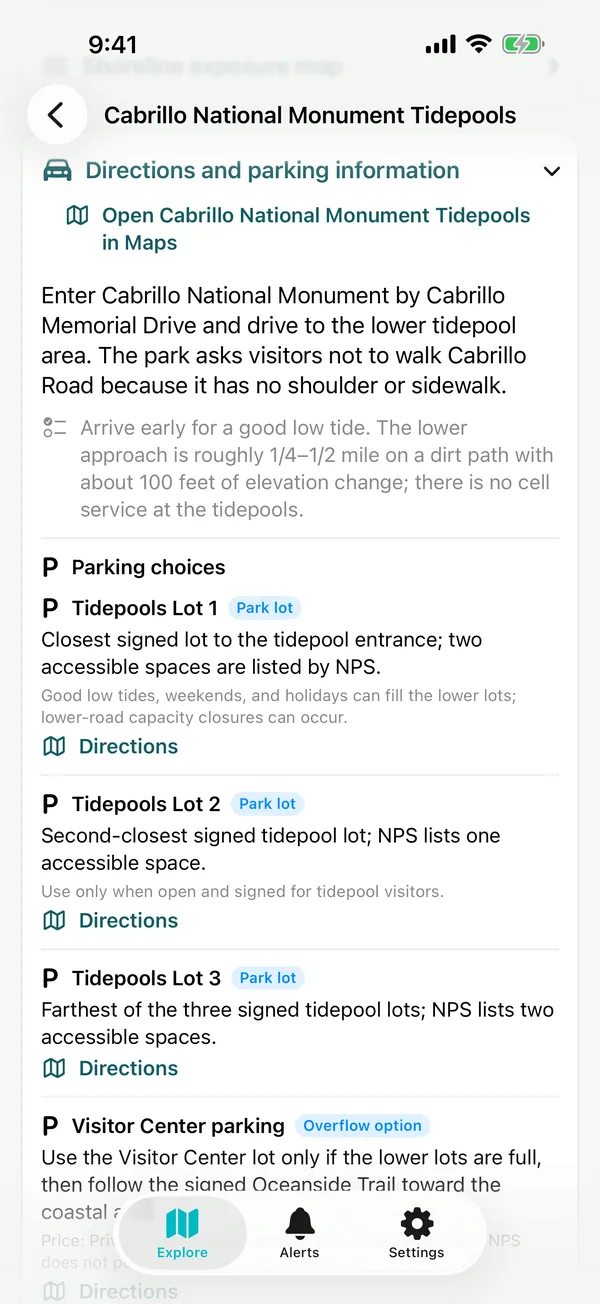 9:41
Shoreline exposure map
Cabrillo National Monument Tidepools
Directions and parking information
Open Cabrillo National Monument Tidepools
in Maps
Enter Cabrillo National Monument by Cabrillo
Memorial Drive and drive to the lower tidepool
area. The park asks visitors not to walk Cabrillo
Road because it has no shoulder or sidewalk.
Arrive early for a good low tide. The lower
approach is roughly 1/4–1/2 mile on a dirt path with
about 100 feet of elevation change; there is no cell
service at the tidepools.
P Parking choices
P Tidepools Lot 1 Park lot
Closest signed lot to the tidepool entrance; two
accessible spaces are listed by NPS.
Good low tides, weekends, and holidays can fill the lower lots;
lower-road capacity closures can occur.
Directions
P Tidepools Lot 2 Park lot
Second-closest signed tidepool lot; NPS lists one
accessible space.
Use only when open and signed for tidepool visitors.
Directions
P Tidepools Lot 3 Park lot
Farthest of the three signed tidepool lots; NPS lists two
accessible spaces.
Directions
P Visitor Center parking Overflow option
Use the Visitor Center lot only if the lower lots are full,
then follow the signed Oceanside Trail toward the
coastal
Price: NPS
does not
Directions
Explore Alerts Settings